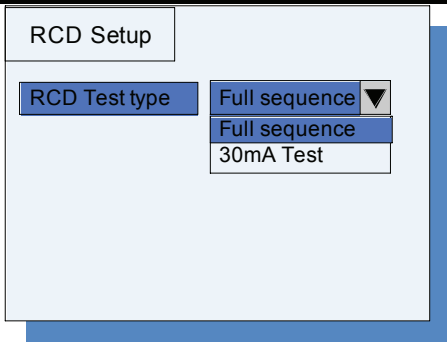 RCD Setup
RCD Test type Full sequence
Full sequence
30mA Test